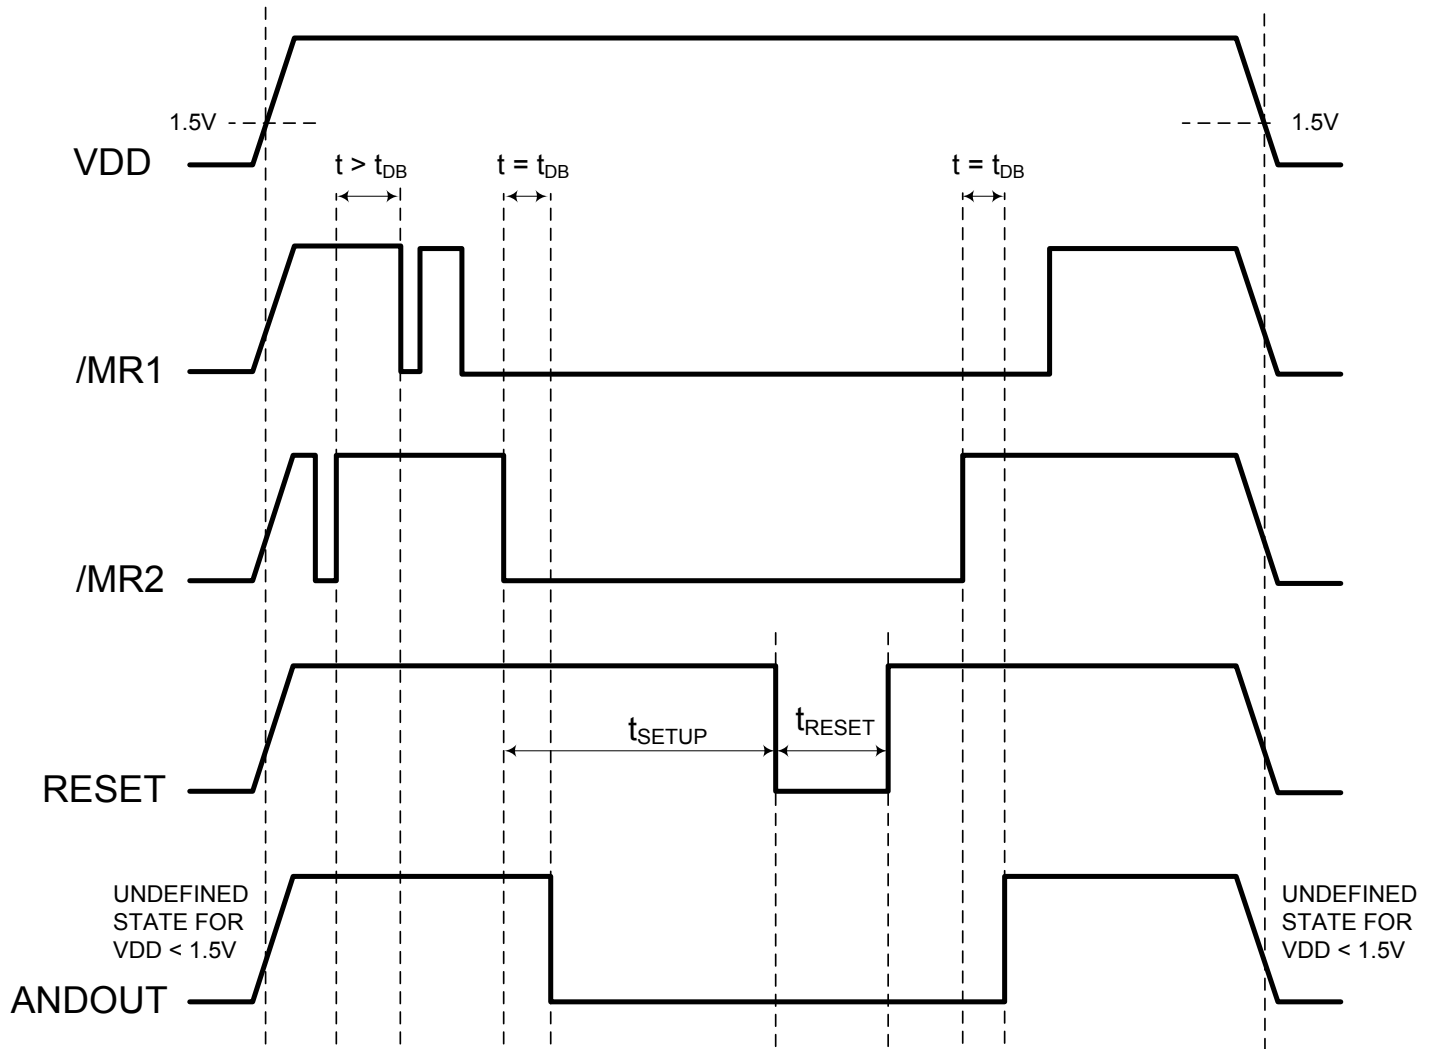 1.5V
1.5V
VDD
t > tDB
t = tDB
t = tDB
/MR1
/MR2
tSETUP
tRESET
RESET
UNDEFINED
STATE FOR
VDD < 1.5V
UNDEFINED
STATE FOR
VDD < 1.5V
ANDOUT